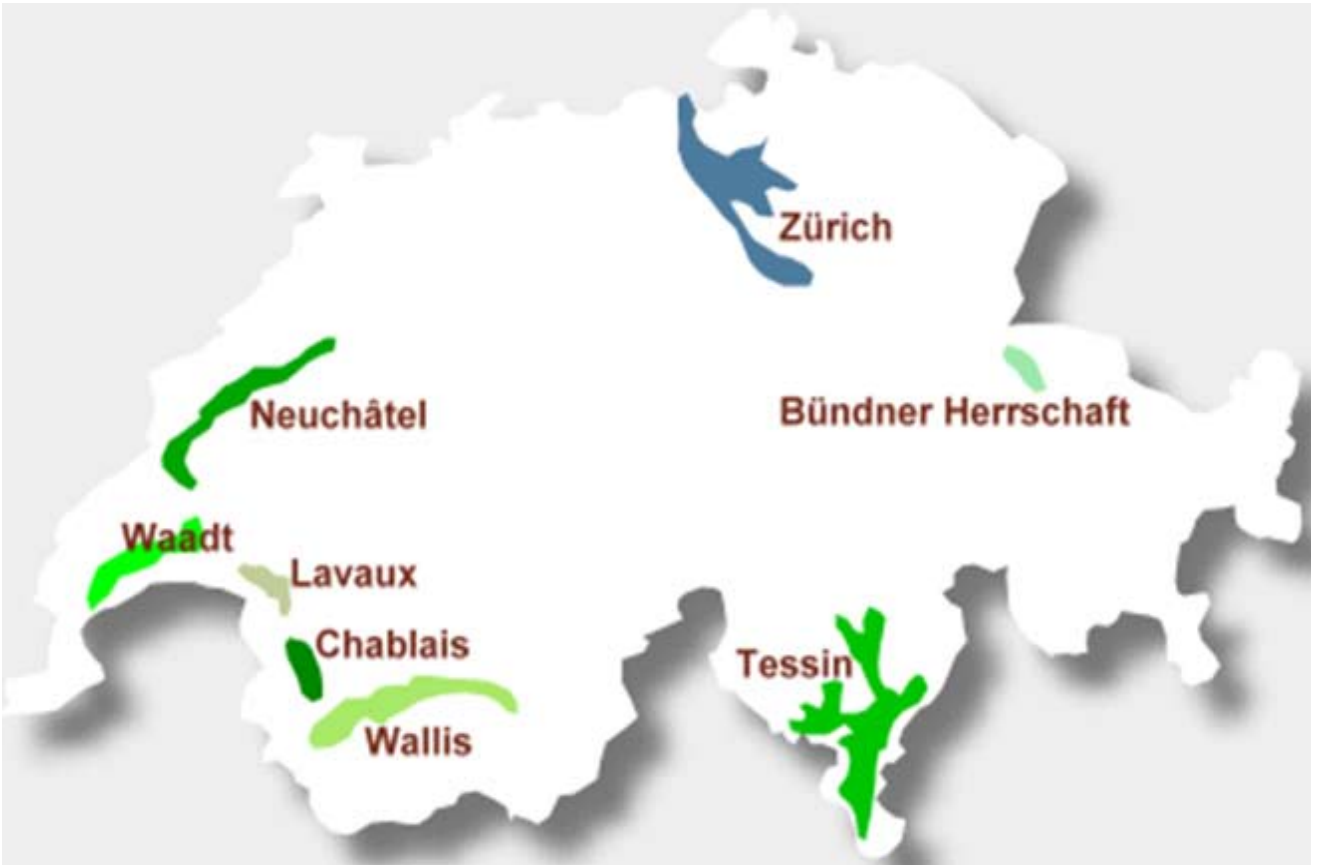 Zürich
Neuchâtel
Bündner Herrschaft
Waadt
Lavaux
Chablais
Tessin
Wallis